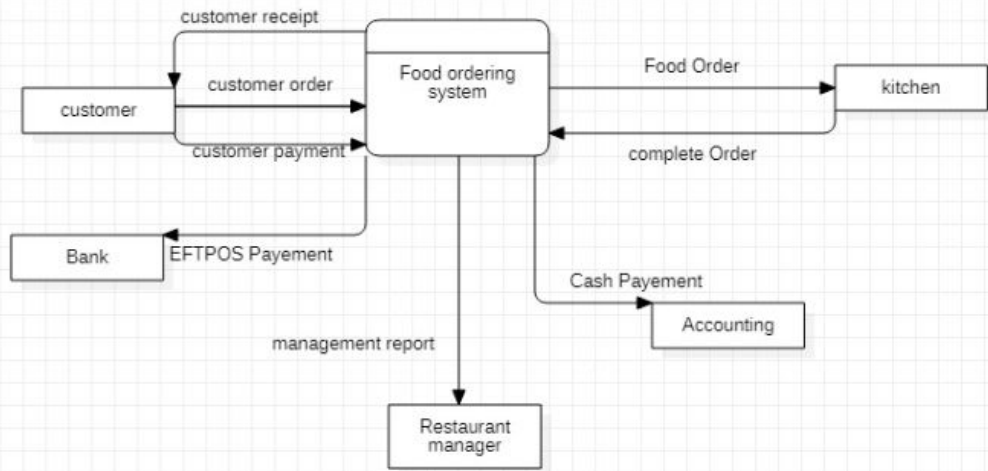 customer receipt
Food ordering
system
customer order
Food Order
customer
kitchen
customer payment
complete Order
Bank
EFTPOS Payement
Cash Payement
Accounting
management report
Restaurant
manager